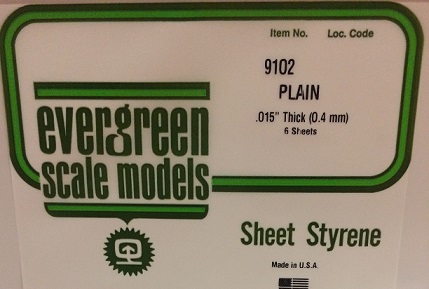 Item No. Loc. Code
9102
PLAIN
.015" Thick (0.4 mm)
6 Sheets
evergreen
scale models
Sheet Styrene
Made in U.S.A.